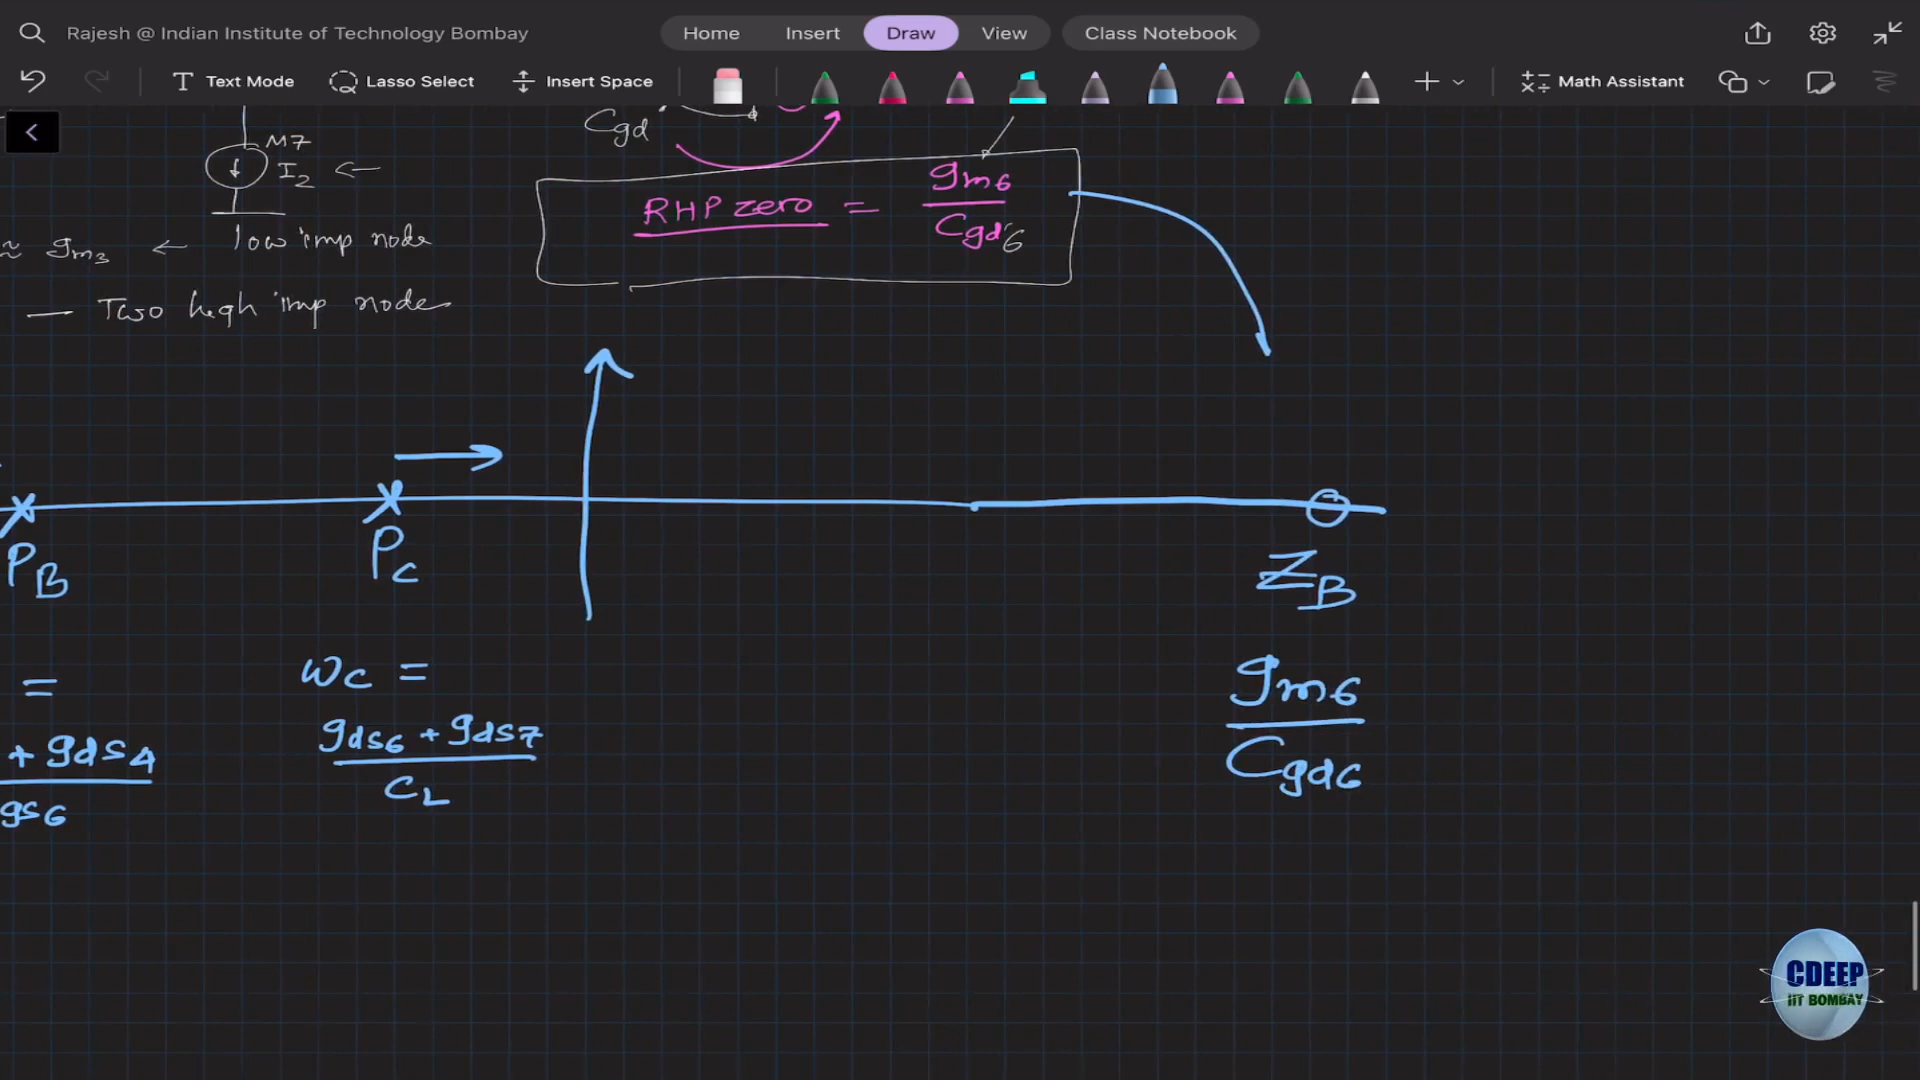 Rajesh @ Indian Institute of Technology Bombay
Home Insert Draw View Class Notebook
Text Mode Lasso Select Insert Space Math Assistant
Cgd
M7
I2 ←
RHP zero = gm6
Cgd6
≈ gm3 ← low imp node
— Two high imp node
PB
PC
ZB
=
+ gds4
gs6
ωC =
gds6 + gds7
CL
gm6
Cgd6
CDEEP
IIT BOMBAY